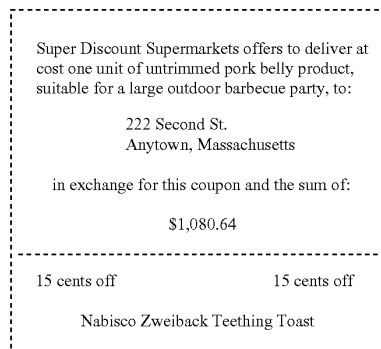 Super Discount Supermarkets offers to deliver at
cost one unit of untrimmed pork belly product,
suitable for a large outdoor barbecue party, to:
222 Second St.
Anytown, Massachusetts
in exchange for this coupon and the sum of:
$1,080.64
15 cents off 15 cents off
Nabisco Zweiback Teething Toast